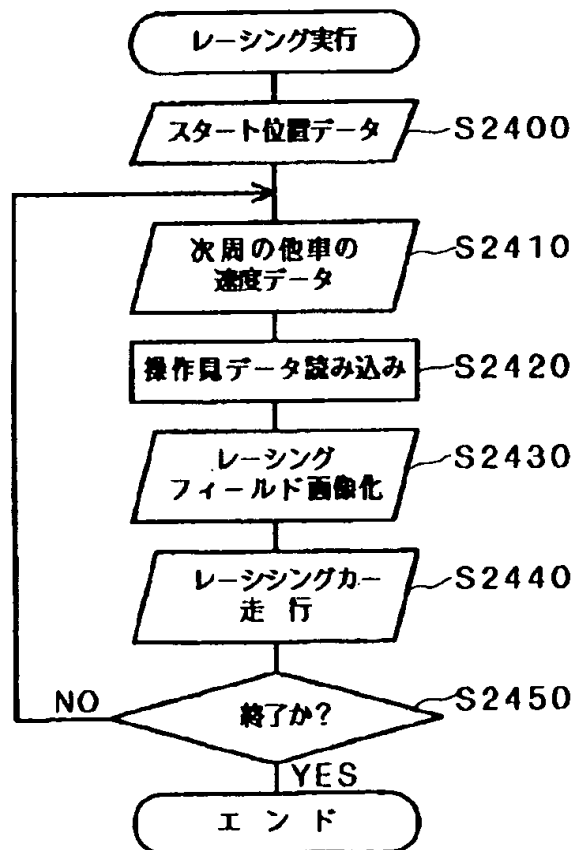 レーシング実行
スタート位置データ
S2400
次周の他車の
速度データ
S2410
操作見データ読み込み
S2420
レーシング
フィールド画像化
S2430
レーシシングカー
走 行
S2440
終了か?
S2450
NO
YES
エ ン ド